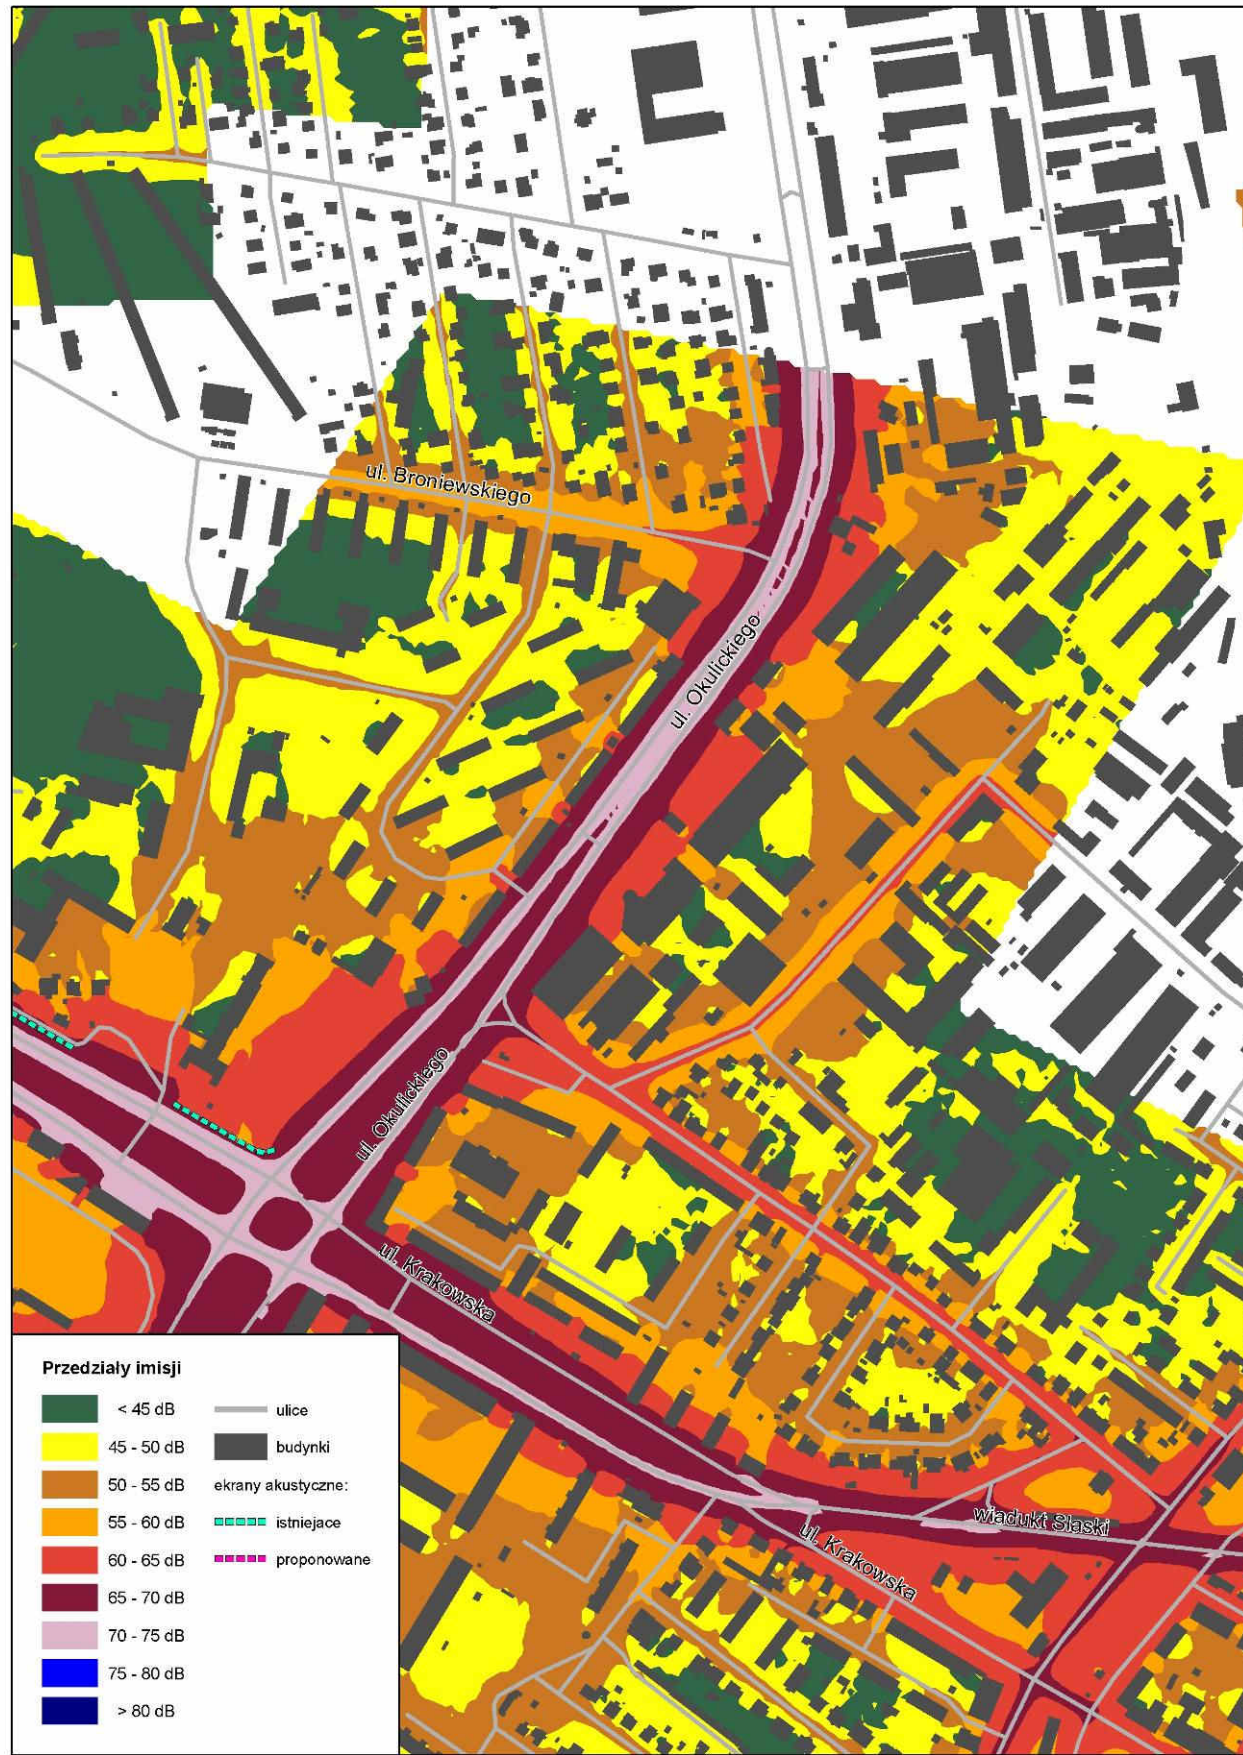 ul. Broniewskiego
ul. Okulickiego
ul. Okulickiego
ul. Krakowska
wiadukt Slaski
ul. Krakowska
Przedziały imisji
< 45 dB
45 - 50 dB
50 - 55 dB
55 - 60 dB
60 - 65 dB
65 - 70 dB
70 - 75 dB
75 - 80 dB
> 80 dB
ulice
budynki
ekrany akustyczne:
istniejace
proponowane